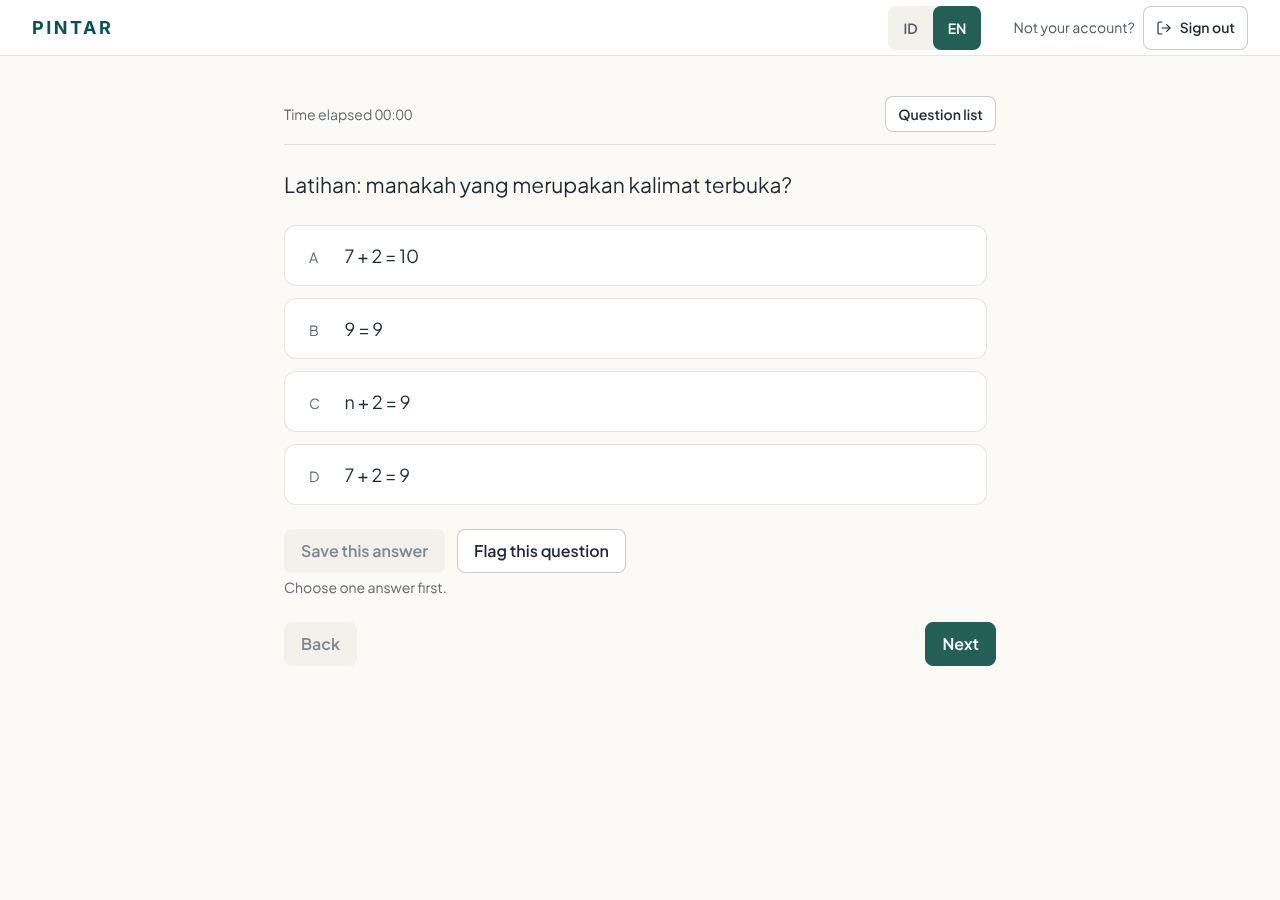 PINTAR
ID
EN
Not your account?
Sign out
Time elapsed 00:00
Question list
Latihan: manakah yang merupakan kalimat terbuka?
A 7 + 2 = 10
B 9 = 9
C n + 2 = 9
D 7 + 2 = 9
Save this answer
Flag this question
Choose one answer first.
Back
Next